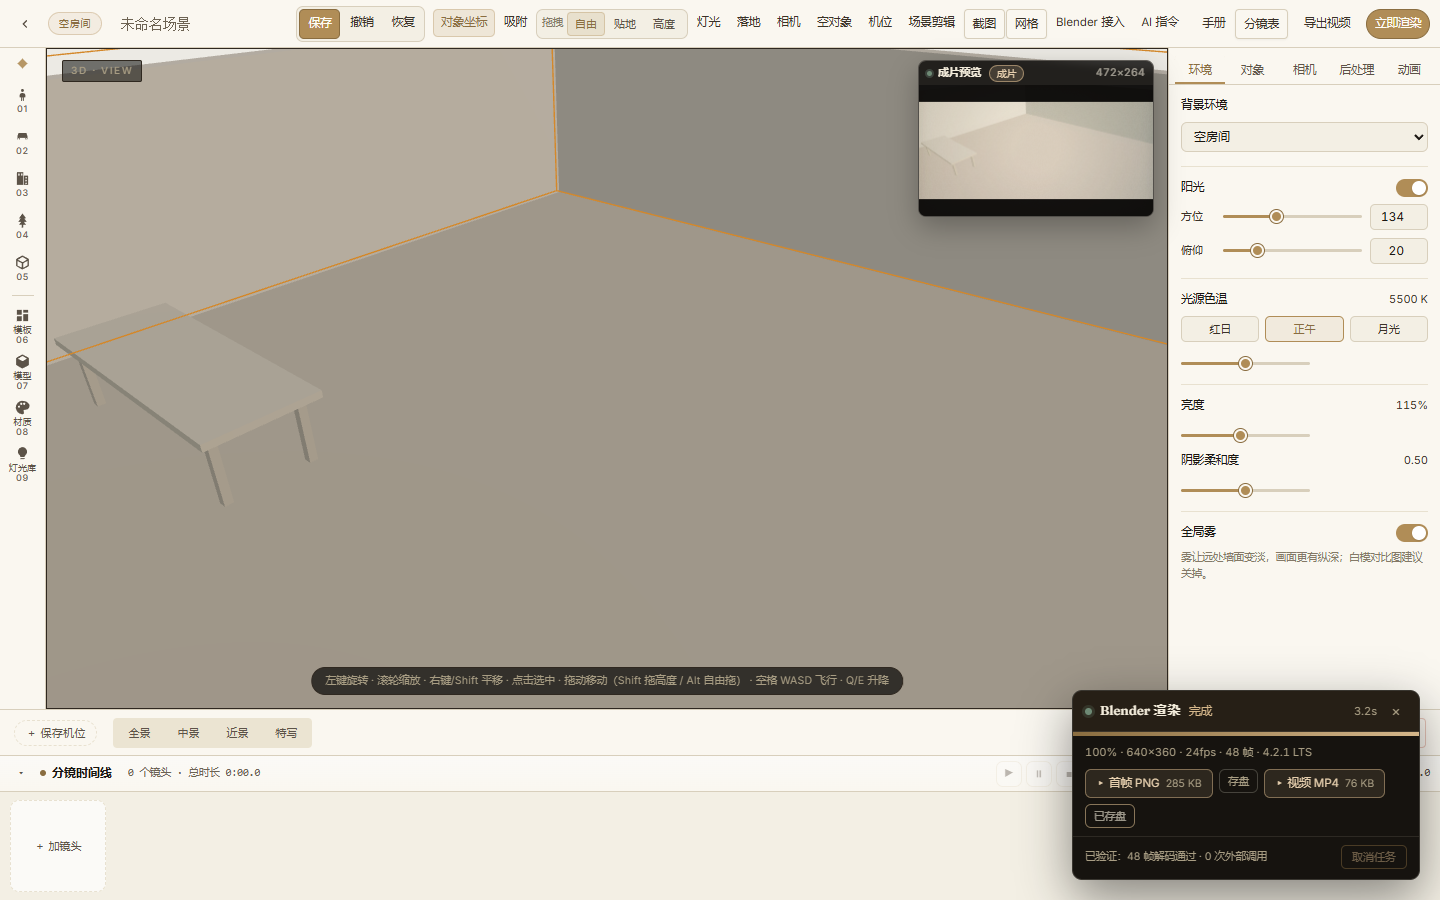 空房间
未命名场景
保存 撤销 恢复
对象坐标 吸附
拖拽 自由 贴地 高度
灯光 落地 相机 空对象 机位 场景剪辑 截图 网格 Blender 接入 AI 指令 手册 分镜表 导出视频 立即渲染
01
02
03
04
05
模板
06
模型
07
材质
08
灯光库
09
3D · VIEW
成片预览 成片 472×264
左键旋转 · 滚轮缩放 · 右键/Shift 平移 · 点击选中 · 拖动移动（Shift 拖高度 / Alt 自由拖） · 空格 WASD 飞行 · Q/E 升降
环境 对象 相机 后处理 动画
背景环境
空房间
阳光
方位 134
俯仰 20
光源色温 5500 K
红日 正午 月光
亮度 115%
阴影柔和度 0.50
全局雾
雾让远处墙面变淡，画面更有纵深；白模对比图建议
关掉。
+ 保存机位
全景 中景 近景 特写
分镜时间线 0 个镜头 · 总时长 0:00.0
.0
+ 加镜头
Blender 渲染 完成 3.2s ×
100% · 640×360 · 24fps · 48 帧 · 4.2.1 LTS
首帧 PNG 285 KB 存盘 视频 MP4 76 KB
已存盘
已验证：48 帧解码通过 · 0 次外部调用 取消任务